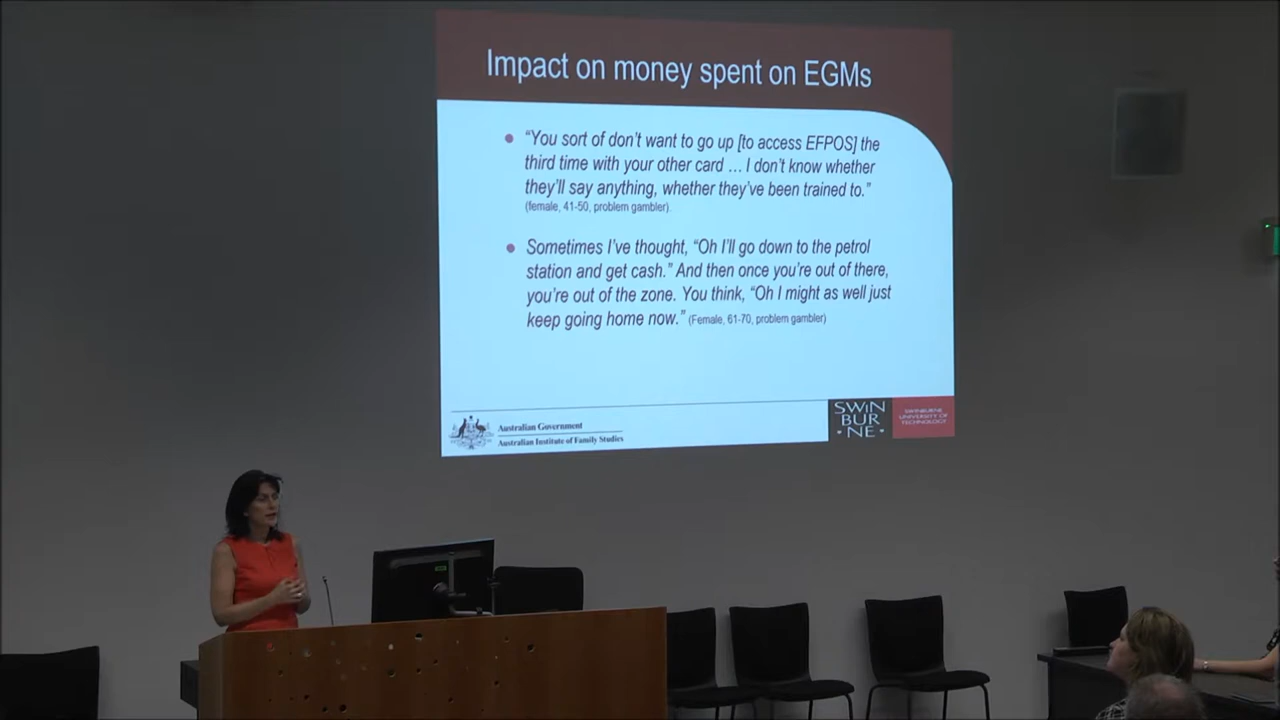 Impact on money spent on EGMs
“You sort of don’t want to go up [to access EFPOS] the
third time with your other card … I don’t know whether
they’ll say anything, whether they’ve been trained to.”
(female, 41-50, problem gambler)
Sometimes I’ve thought, “Oh I’ll go down to the petrol
station and get cash.” And then once you’re out of there,
you’re out of the zone. You think, “Oh I might as well just
keep going home now.” (Female, 61-70, problem gambler)
Australian Government
Australian Institute of Family Studies
SWIN
BUR
NE
SWINBURNE
UNIVERSITY OF
TECHNOLOGY